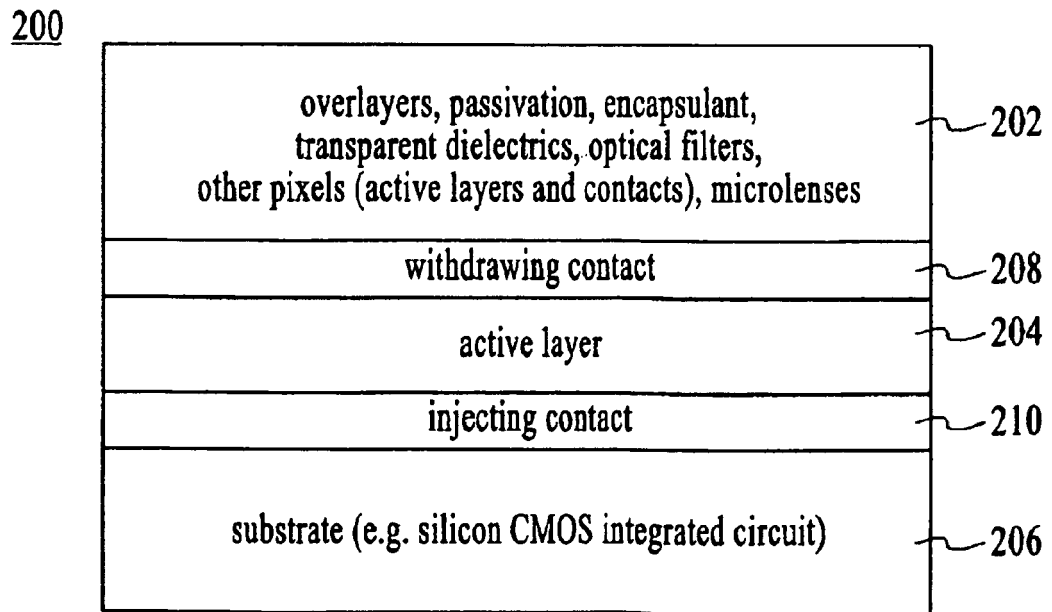 200
overlayers, passivation, encapsulant,
transparent dielectrics, optical filters,
other pixels (active layers and contacts), microlenses
202
withdrawing contact
208
active layer
204
injecting contact
210
substrate (e.g. silicon CMOS integrated circuit)
206